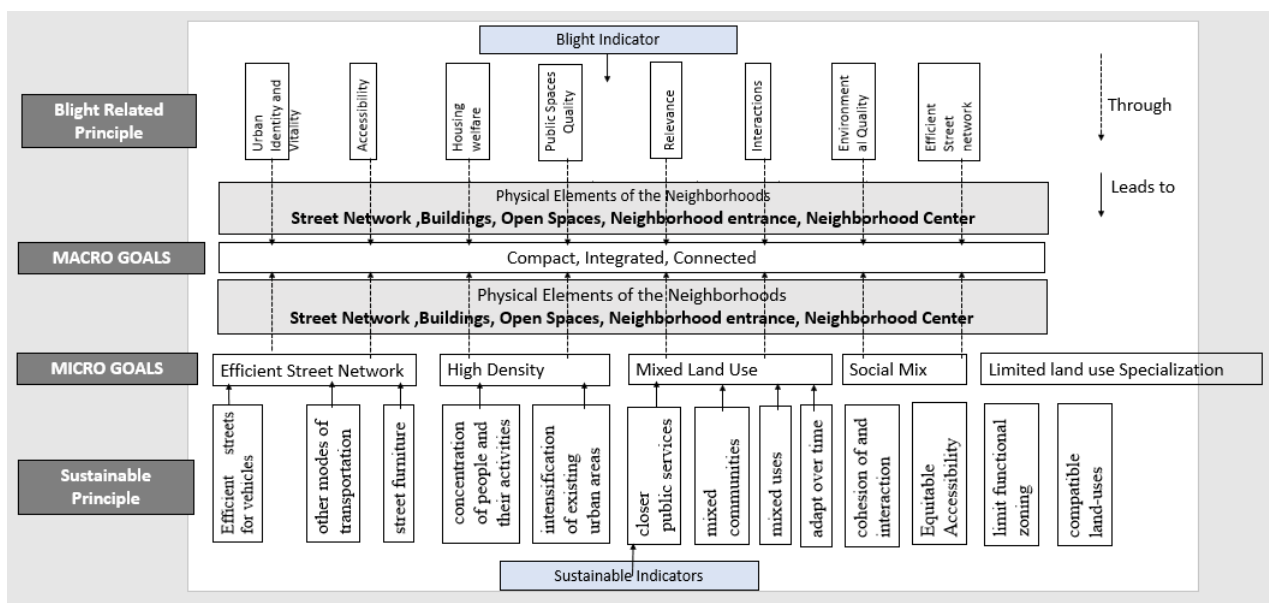 Blight Indicator
Blight Related
Principle
Urban
Identity and
Vitality
Accessibility
Housing
welfare
Public Spaces
Quality
Relevance
Interactions
Environment
al Quality
Efficient
Street
network
Through
Leads to
Physical Elements of the Neighborhoods
Street Network ,Buildings, Open Spaces, Neighborhood entrance, Neighborhood Center
MACRO GOALS
Compact, Integrated, Connected
Physical Elements of the Neighborhoods
Street Network ,Buildings, Open Spaces, Neighborhood entrance, Neighborhood Center
MICRO GOALS
Efficient Street Network
High Density
Mixed Land Use
Social Mix
Limited land use Specialization
Sustainable
Principle
Efficient streets
for vehicles
other modes of
transportation
street furniture
concentration
of people and
their activities
intensification
of existing
urban areas
closer
public services
mixed
communities
mixed uses
adapt over time
cohesion of and
interaction
Equitable
Accessibility
limit functional
zoning
compatible
land-uses
Sustainable Indicators